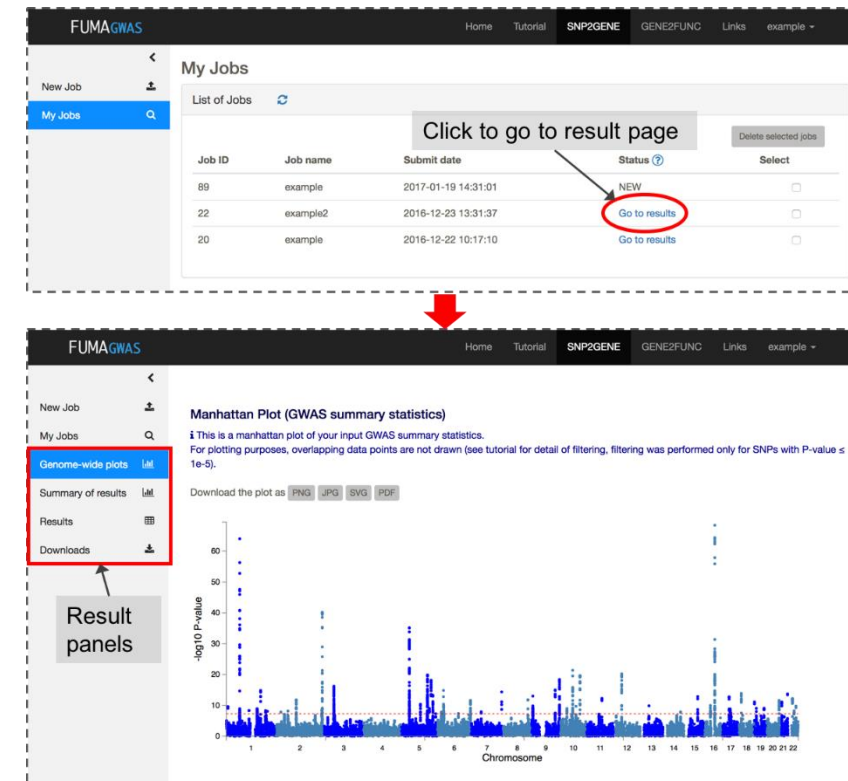 FUMAGWAS Home Tutorial SNP2GENE GENE2FUNC Links example
New Job
My Jobs
My Jobs
List of Jobs
Click to go to result page
Delete selected jobs
Job ID Job name Submit date Status ? Select
89 example 2017-01-19 14:31:01 NEW
22 example2 2016-12-23 13:31:37 Go to results
20 example 2016-12-22 10:17:10 Go to results
FUMAGWAS Home Tutorial SNP2GENE GENE2FUNC Links example
New Job
My Jobs
Genome-wide plots
Summary of results
Results
Downloads
Result
panels
Manhattan Plot (GWAS summary statistics)
i This is a manhattan plot of your input GWAS summary statistics.
For plotting purposes, overlapping data points are not drawn (see tutorial for detail of filtering, filtering was performed only for SNPs with P-value ≤
1e-5).
Download the plot as PNG JPG SVG PDF
-log10 P-value
60
50
40
30
20
10
0
1 2 3 4 5 6 7 8 9 10 11 12 13 14 15 16 17 18 19 20 21 22
Chromosome